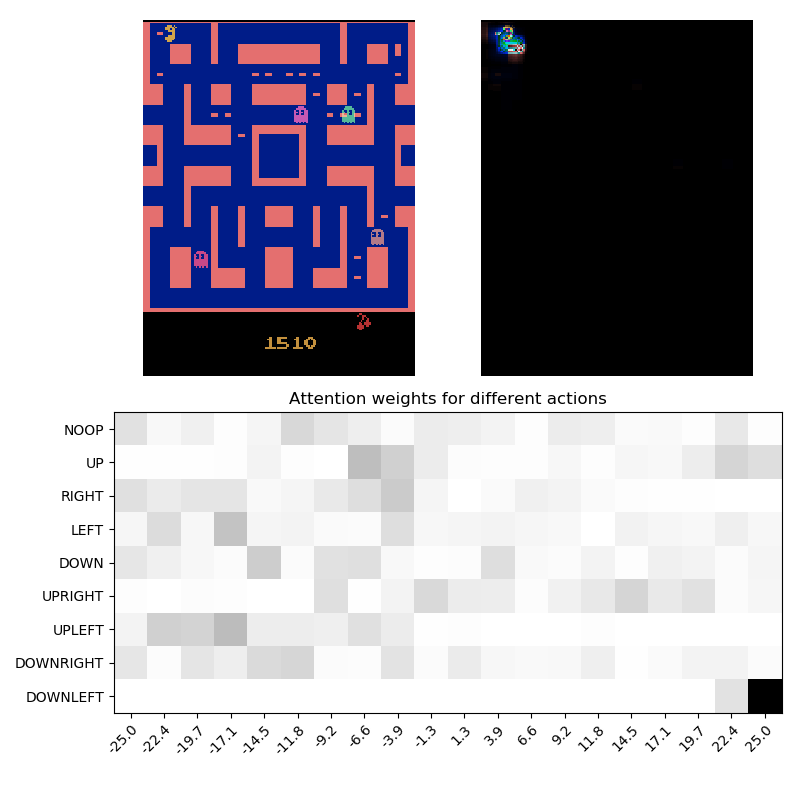 1510
Attention weights for different actions
NOOP
UP
RIGHT
LEFT
DOWN
UPRIGHT
UPLEFT
DOWNRIGHT
DOWNLEFT
-25.0 -22.4 -19.7 -17.1 -14.5 -11.8 -9.2 -6.6 -3.9 -1.3 1.3 3.9 6.6 9.2 11.8 14.5 17.1 19.7 22.4 25.0